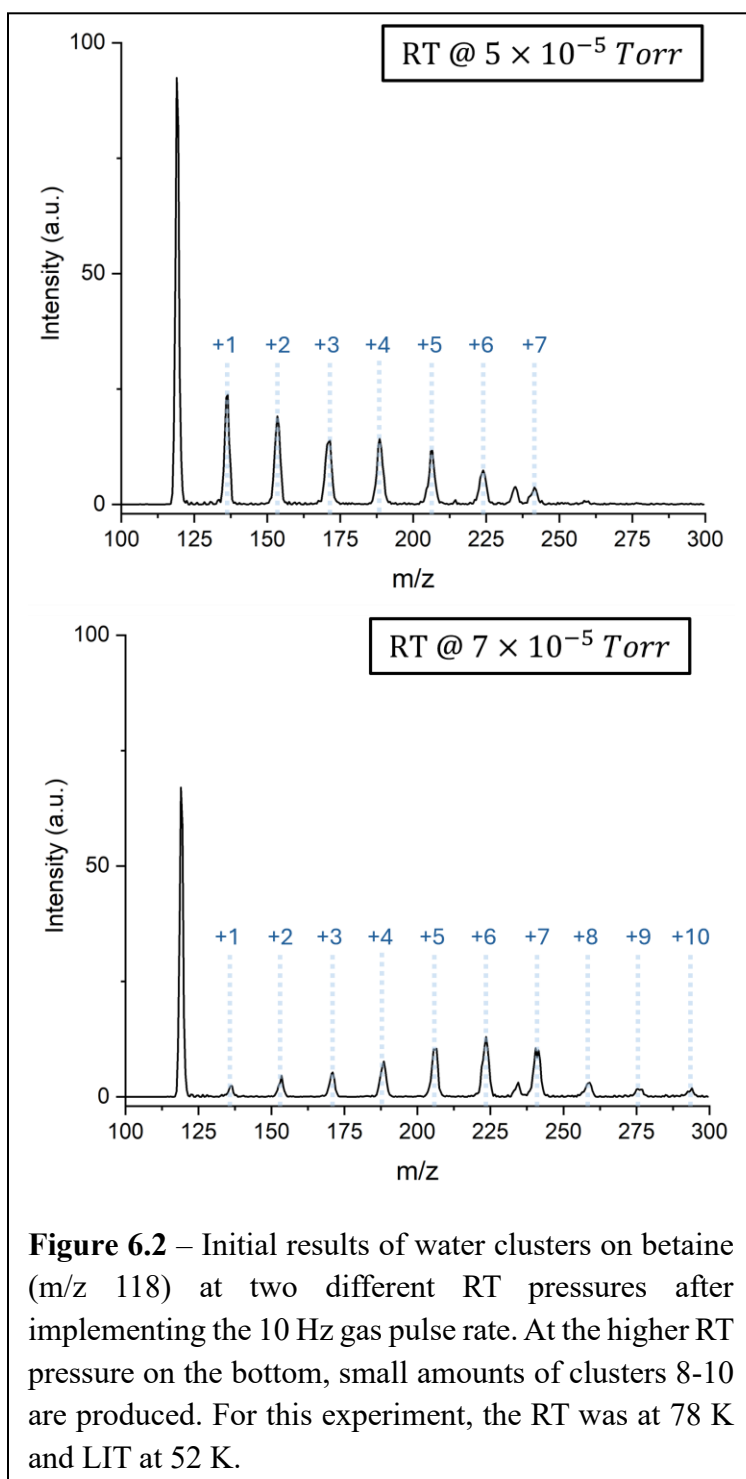 RT @ 5 × 10⁻⁵ Torr
100
50
0
Intensity (a.u.)
+1 +2 +3 +4 +5 +6 +7
100 125 150 175 200 225 250 275 300
m/z
RT @ 7 × 10⁻⁵ Torr
100
50
0
Intensity (a.u.)
+1 +2 +3 +4 +5 +6 +7 +8 +9 +10
100 125 150 175 200 225 250 275 300
m/z
Figure 6.2 – Initial results of water clusters on betaine
(m/z 118) at two different RT pressures after
implementing the 10 Hz gas pulse rate. At the higher RT
pressure on the bottom, small amounts of clusters 8-10
are produced. For this experiment, the RT was at 78 K
and LIT at 52 K.